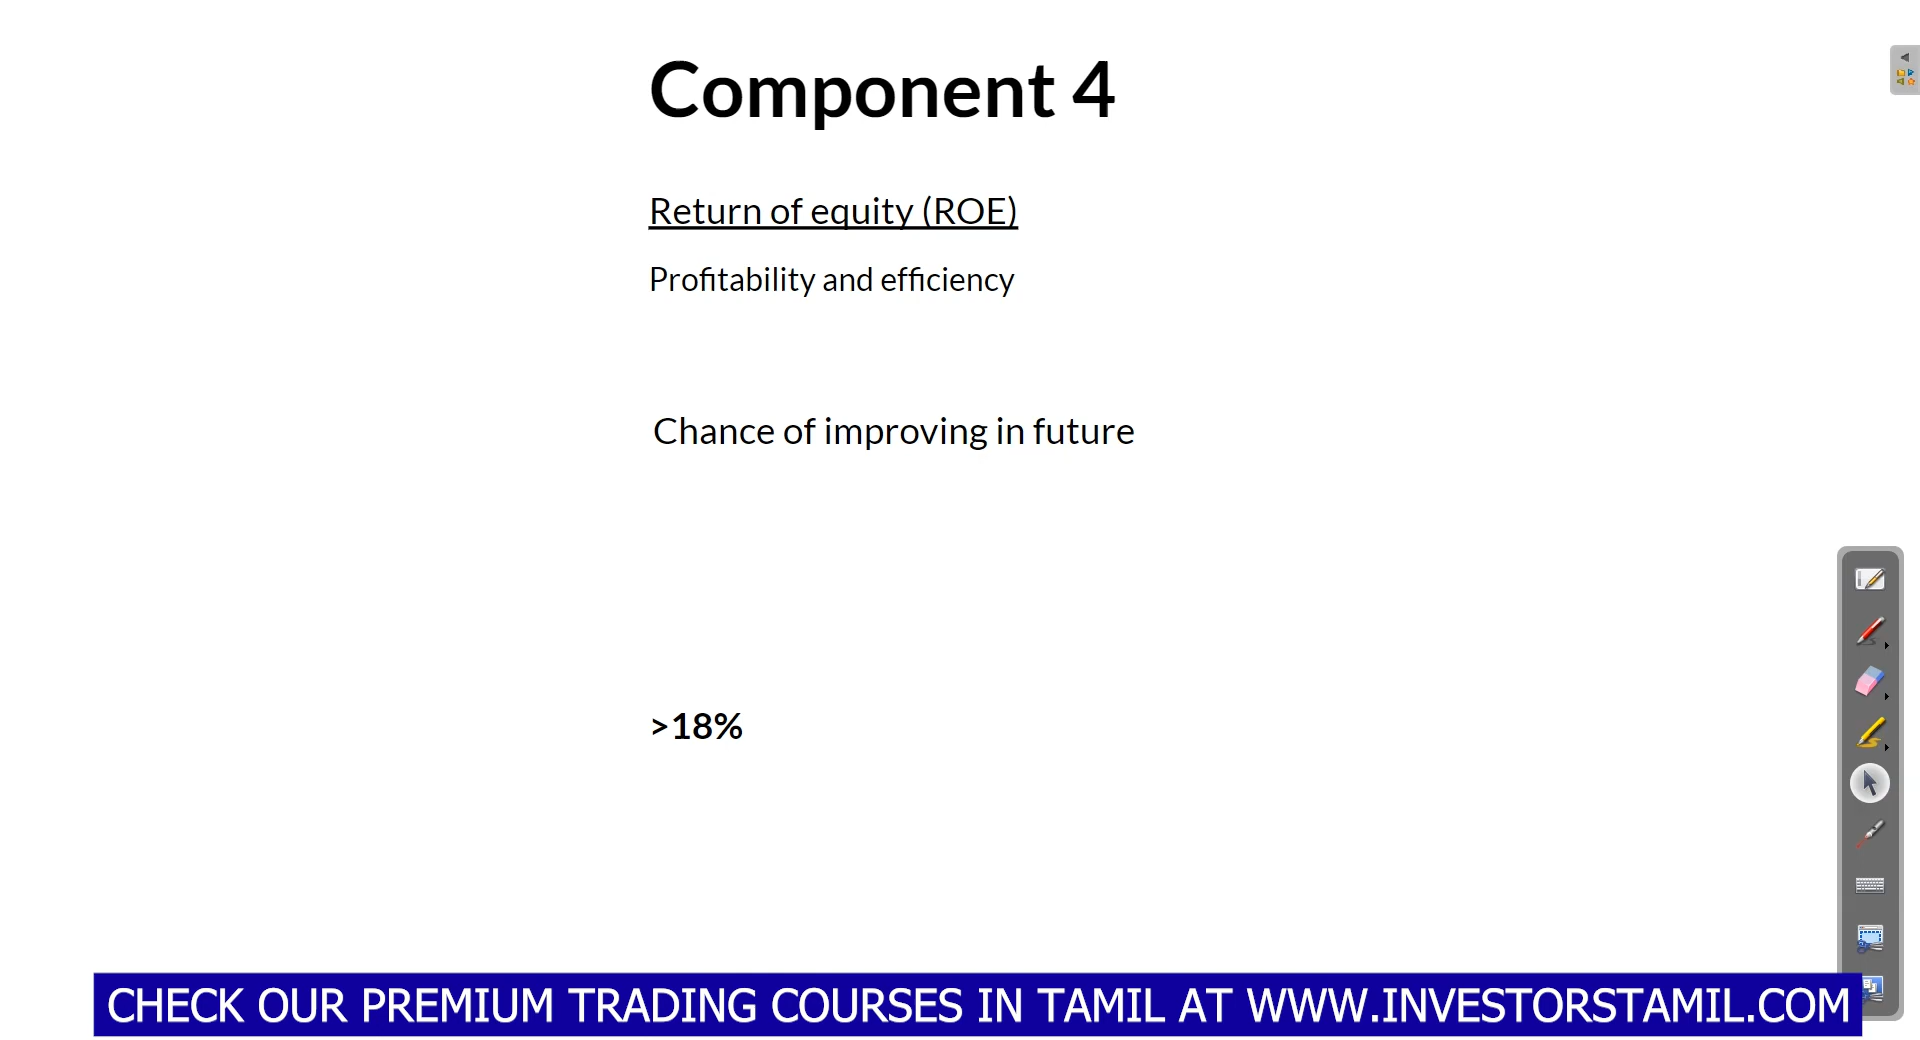 Component 4
Return of equity (ROE)
Profitability and efficiency
Chance of improving in future
>18%
CHECK OUR PREMIUM TRADING COURSES IN TAMIL AT WWW.INVESTORSTAMIL.COM